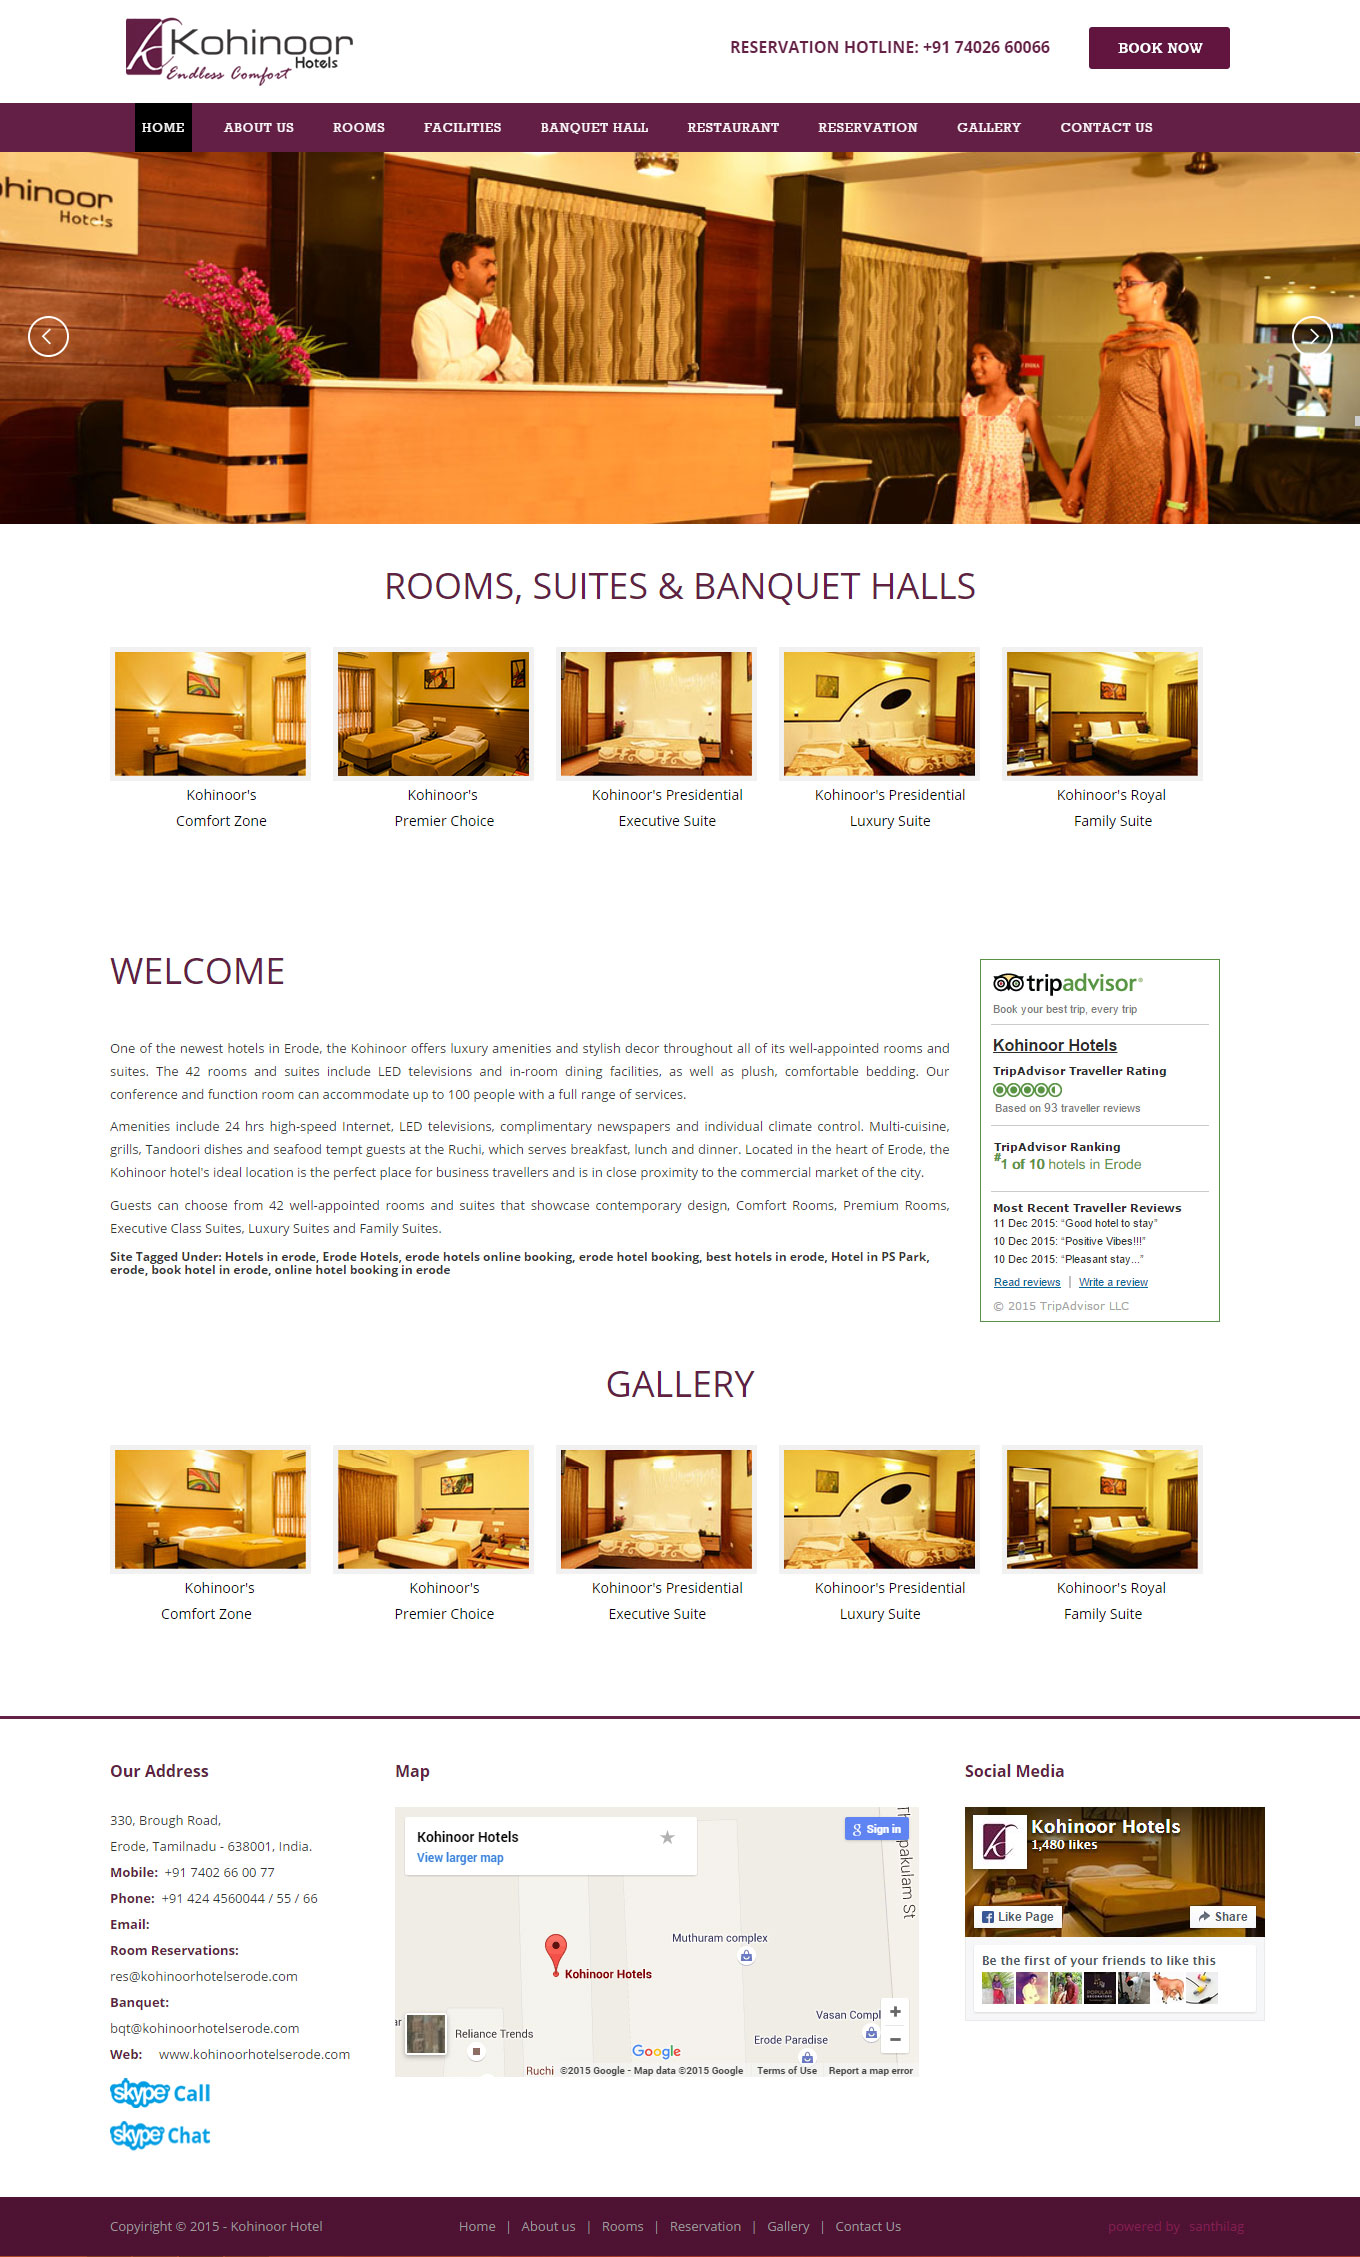 Kohinoor
Hotels
Endless Comfort
RESERVATION HOTLINE: +91 74026 60066
BOOK NOW
HOME ABOUT US ROOMS FACILITIES BANQUET HALL RESTAURANT RESERVATION GALLERY CONTACT US
ohinoor
Hotels
ROOMS, SUITES & BANQUET HALLS
Kohinoor's Kohinoor's Kohinoor's Presidential Kohinoor's Presidential Kohinoor's Royal
Comfort Zone Premier Choice Executive Suite Luxury Suite Family Suite
WELCOME
One of the newest hotels in Erode, the Kohinoor offers luxury amenities and stylish decor throughout all of its well-appointed rooms and
suites. The 42 rooms and suites include LED televisions and in-room dining facilities, as well as plush, comfortable bedding. Our
conference and function room can accommodate up to 100 people with a full range of services.
Amenities include 24 hrs high-speed Internet, LED televisions, complimentary newspapers and individual climate control. Multi-cuisine,
grills, Tandoori dishes and seafood tempt guests at the Ruchi, which serves breakfast, lunch and dinner. Located in the heart of Erode, the
Kohinoor hotel's ideal location is the perfect place for business travellers and is in close proximity to the commercial market of the city.
Guests can choose from 42 well-appointed rooms and suites that showcase contemporary design, Comfort Rooms, Premium Rooms,
Executive Class Suites, Luxury Suites and Family Suites.
Site Tagged Under: Hotels in erode, Erode Hotels, erode hotels online booking, erode hotel booking, best hotels in erode, Hotel in PS Park,
erode, book hotel in erode, online hotel booking in erode
tripadvisor®
Book your best trip, every trip
Kohinoor Hotels
TripAdvisor Traveller Rating
Based on 93 traveller reviews
TripAdvisor Ranking
#1 of 10 hotels in Erode
Most Recent Traveller Reviews
11 Dec 2015: “Good hotel to stay”
10 Dec 2015: “Positive Vibes!!!”
10 Dec 2015: “Pleasant stay...”
Read reviews | Write a review
© 2015 TripAdvisor LLC
GALLERY
Kohinoor's Kohinoor's Kohinoor's Presidential Kohinoor's Presidential Kohinoor's Royal
Comfort Zone Premier Choice Executive Suite Luxury Suite Family Suite
Our Address
330, Brough Road,
Erode, Tamilnadu - 638001, India.
Mobile: +91 7402 66 00 77
Phone: +91 424 4560044 / 55 / 66
Email:
Room Reservations:
res@kohinoorhotelserode.com
Banquet:
bqt@kohinoorhotelserode.com
Web: www.kohinoorhotelserode.com
skype Call
skype Chat
Map
Kohinoor Hotels
View larger map
Sign in
pakulam St
Muthuram complex
Kohinoor Hotels
Vasan Compl
Reliance Trends
Erode Paradise
Google
Ruchi ©2015 Google - Map data ©2015 Google Terms of Use Report a map error
Social Media
Kohinoor Hotels
1,480 likes
Like Page Share
Be the first of your friends to like this
Copyright © 2015 - Kohinoor Hotel
Home | About us | Rooms | Reservation | Gallery | Contact Us
powered by santhilag